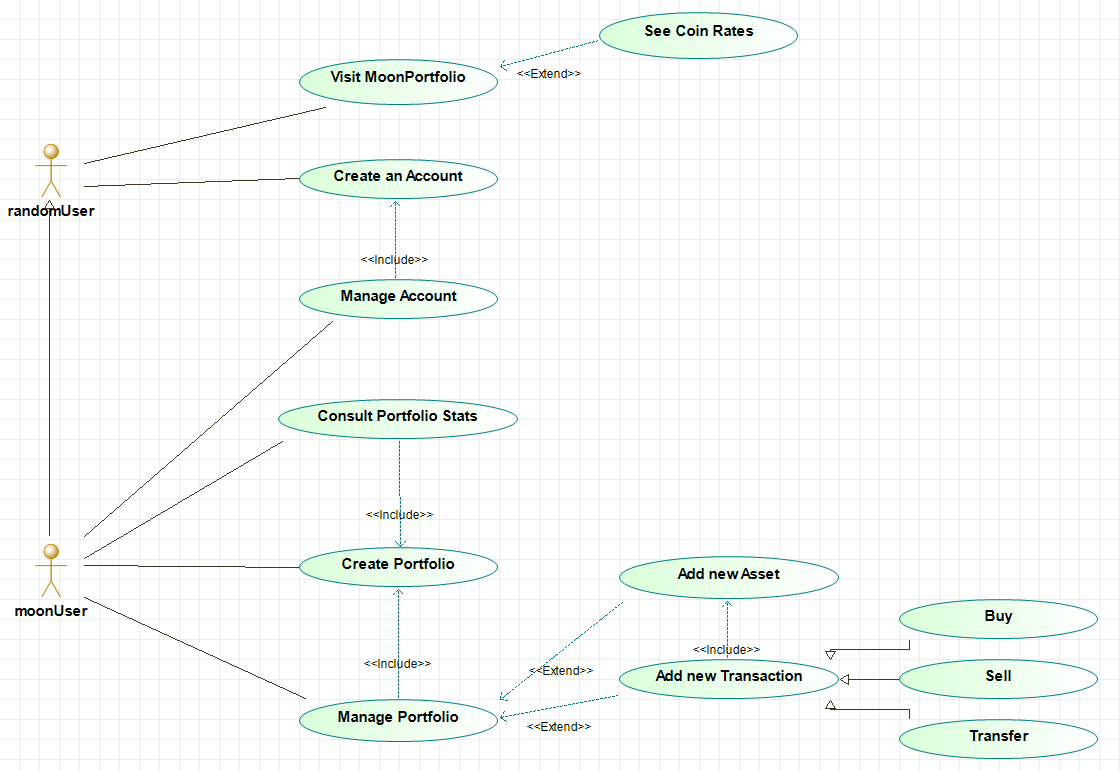 See Coin Rates
<<Extend>>
Visit MoonPortfolio
Create an Account
randomUser
<<Include>>
Manage Account
Consult Portfolio Stats
<<Include>>
Create Portfolio
moonUser
Add new Asset
Buy
<<Include>>
<<Include>>
<<Extend>>
Add new Transaction
Sell
Manage Portfolio
<<Extend>>
Transfer